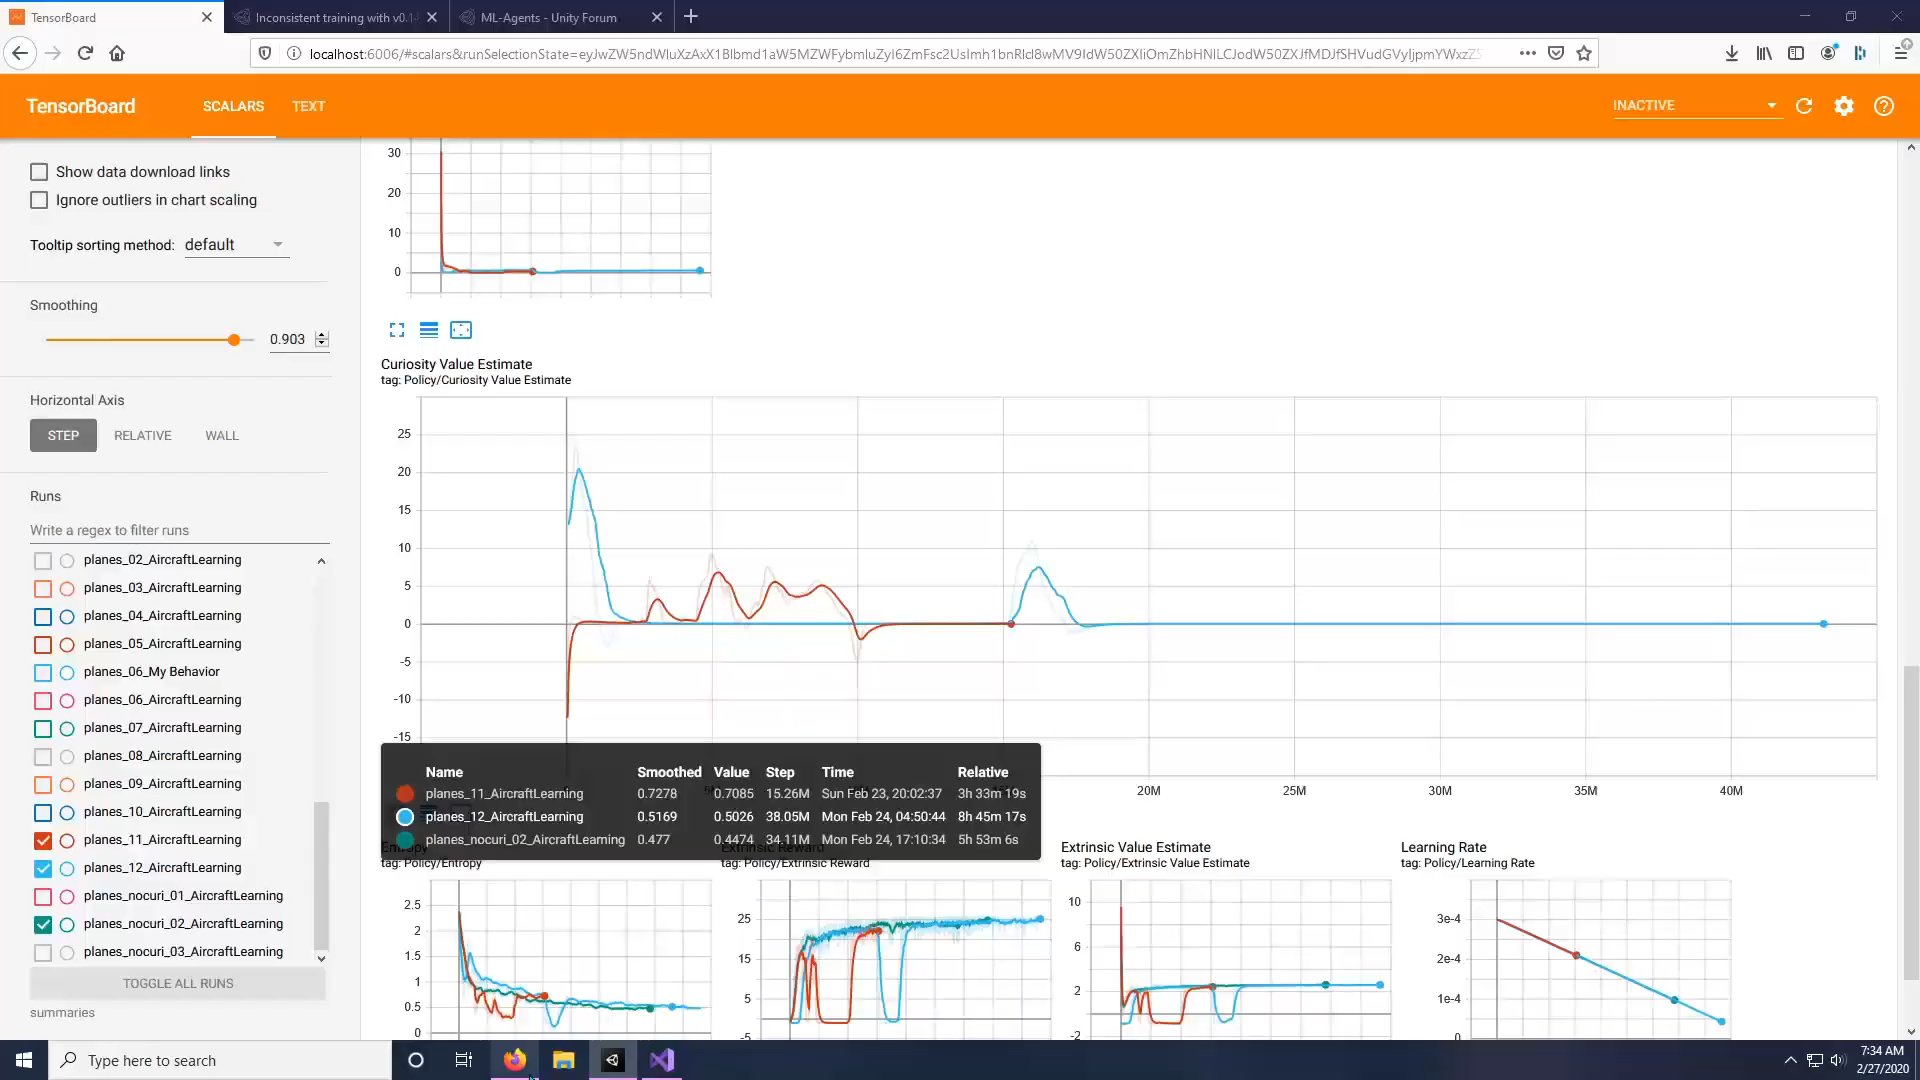 TensorBoard
Inconsistent training with v0.1
ML-Agents - Unity Forum
TensorBoard
SCALARS
TEXT
INACTIVE
Show data download links
Ignore outliers in chart scaling
Tooltip sorting method: default
Smoothing
0.903
Horizontal Axis
STEP RELATIVE WALL
Runs
Write a regex to filter runs
planes_02_AircraftLearning
planes_03_AircraftLearning
planes_04_AircraftLearning
planes_05_AircraftLearning
planes_06_My Behavior
planes_06_AircraftLearning
planes_07_AircraftLearning
planes_08_AircraftLearning
planes_09_AircraftLearning
planes_10_AircraftLearning
planes_11_AircraftLearning
planes_12_AircraftLearning
planes_nocuri_01_AircraftLearning
planes_nocuri_02_AircraftLearning
planes_nocuri_03_AircraftLearning
TOGGLE ALL RUNS
summaries
30
20
10
0
Curiosity Value Estimate
tag: Policy/Curiosity Value Estimate
25
20
15
10
5
0
-5
-10
-15
20M 25M 30M 35M 40M
Name Smoothed Value Step Time Relative
planes_11_AircraftLearning 0.7278 0.7085 15.26M Sun Feb 23, 20:02:37 3h 33m 19s
planes_12_AircraftLearning 0.5169 0.5026 38.05M Mon Feb 24, 04:50:44 8h 45m 17s
planes_nocuri_02_AircraftLearning 0.477 0.4474 34.11M Mon Feb 24, 17:10:34 5h 53m 6s
Entropy
tag: Policy/Entropy
2.5
2
1.5
1
0.5
0
Extrinsic Reward
tag: Policy/Extrinsic Reward
25
15
5
-5
Extrinsic Value Estimate
tag: Policy/Extrinsic Value Estimate
10
6
2
-2
Learning Rate
tag: Policy/Learning Rate
3e-4
2e-4
1e-4
0
Type here to search
7:34 AM
2/27/2020